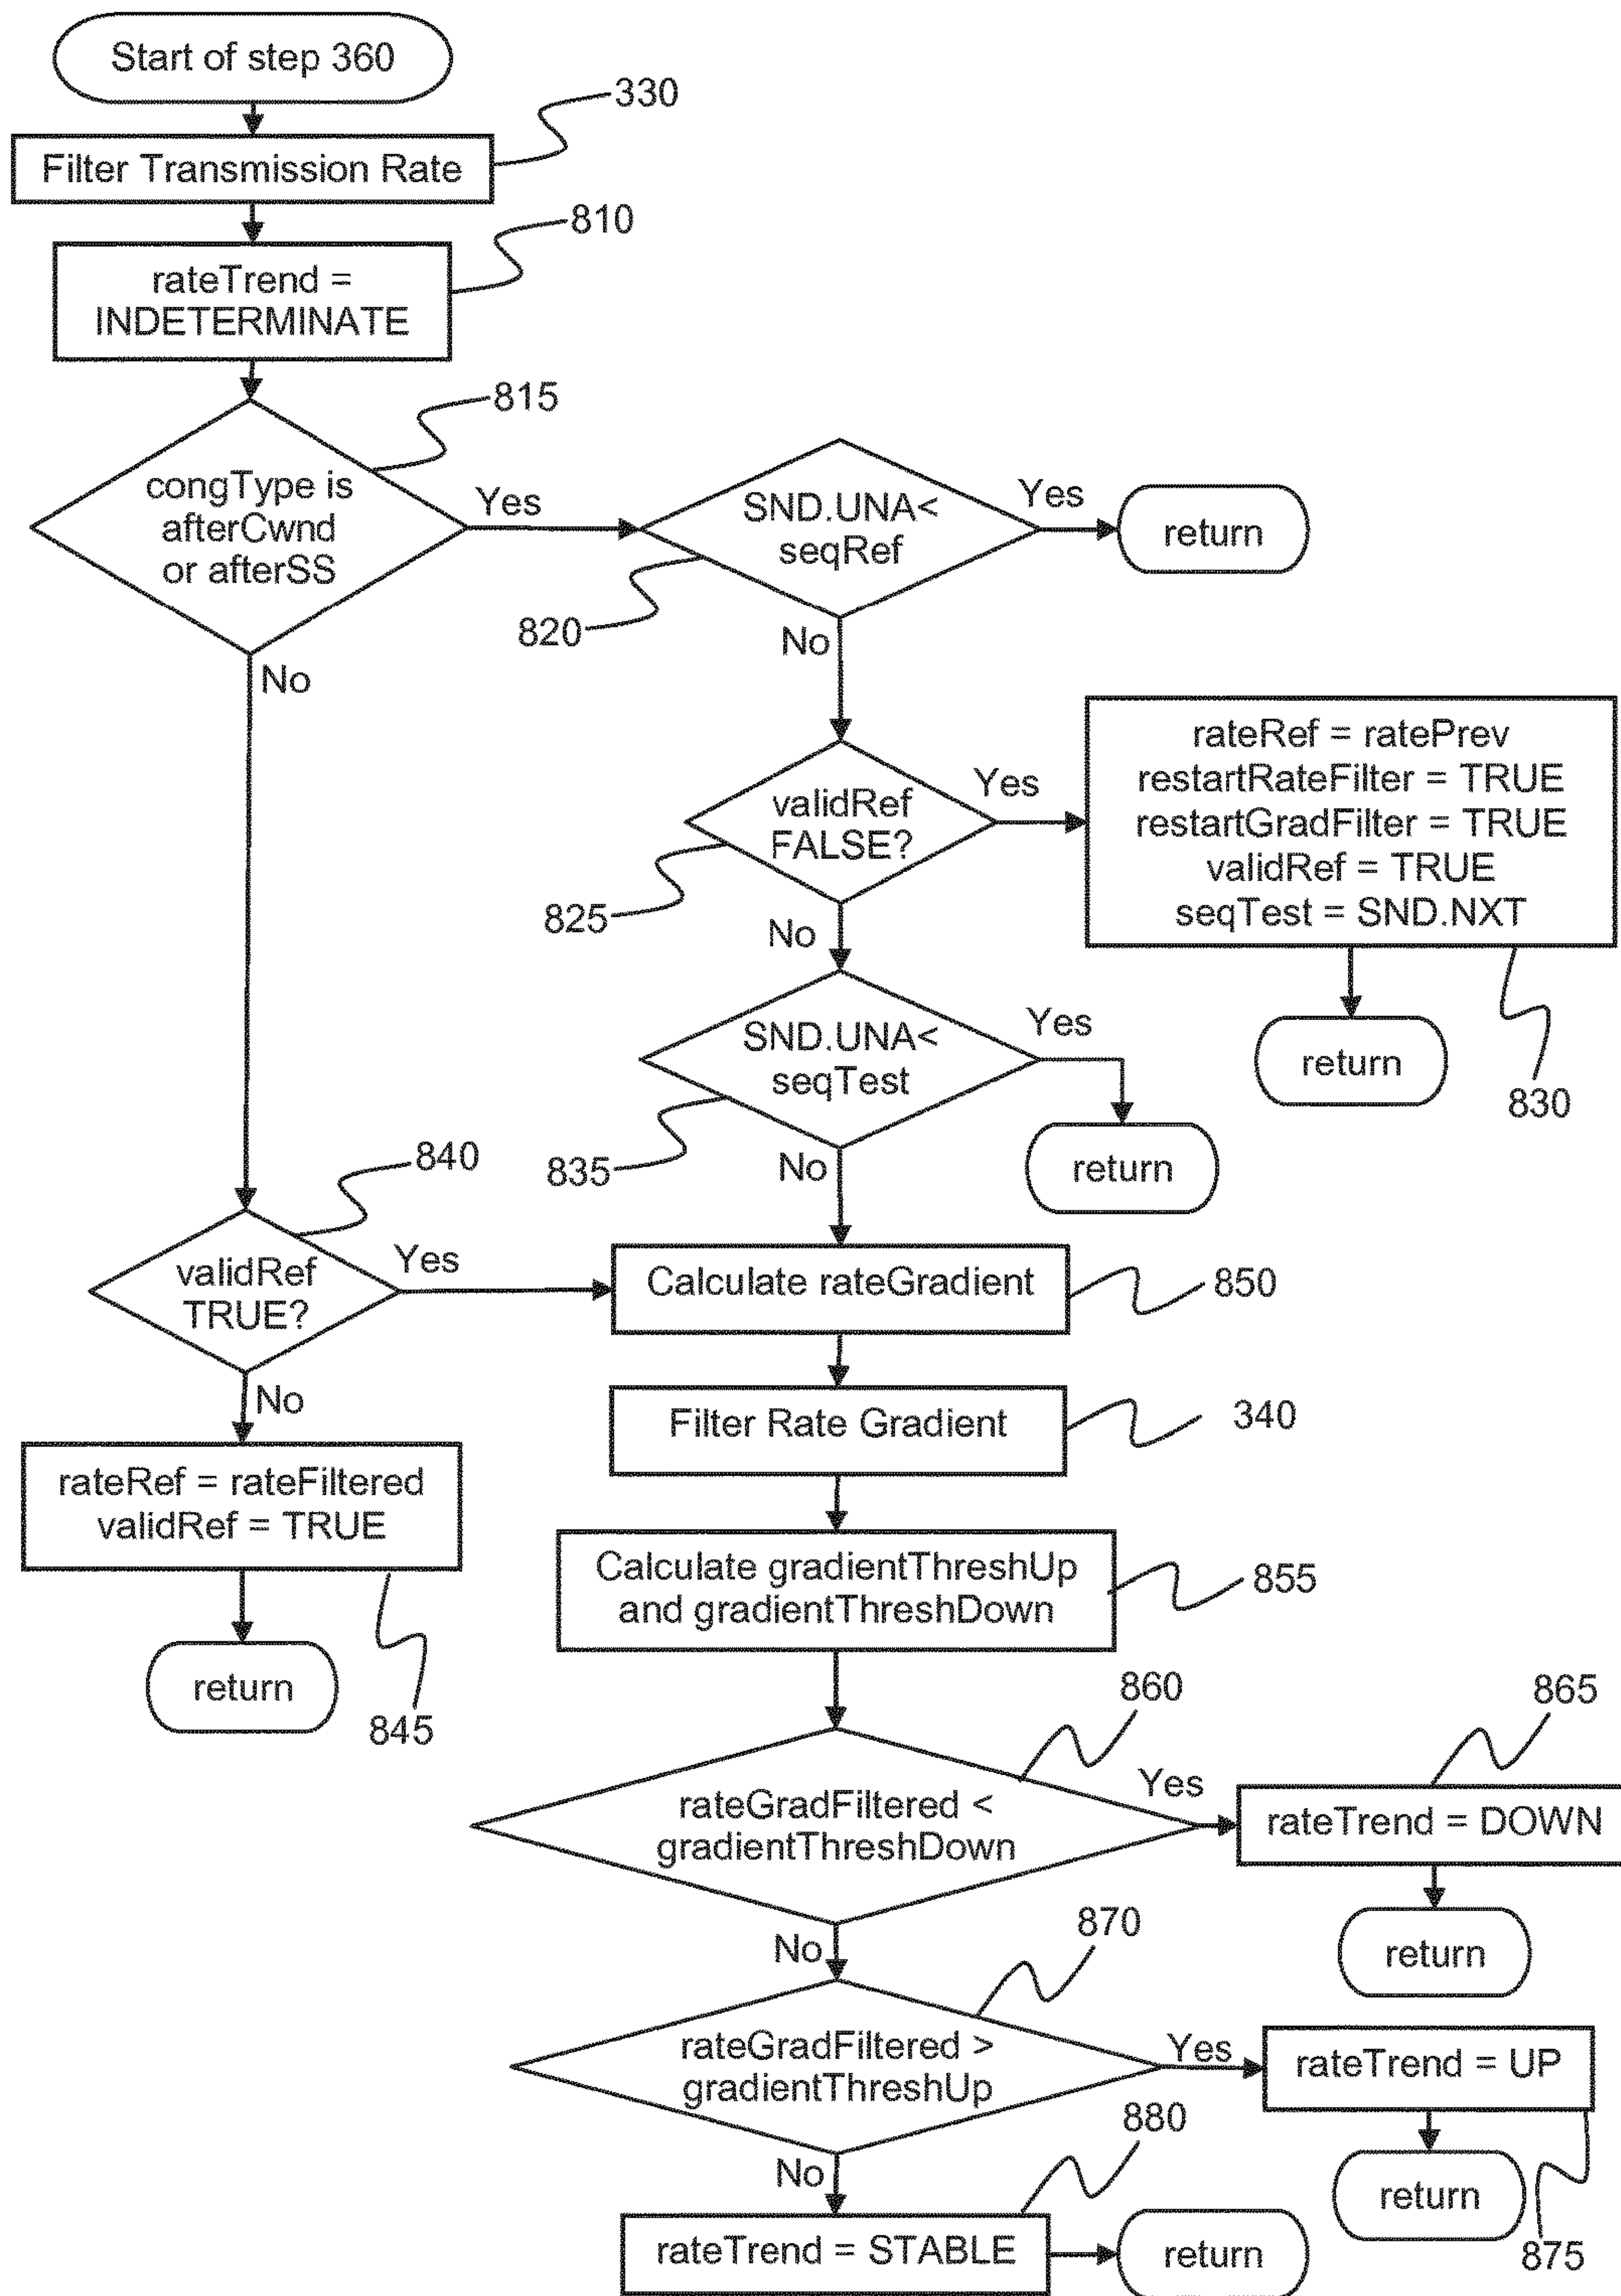 Start of step 360
330
Filter Transmission Rate
810
rateTrend =
INDETERMINATE
815
congType is
afterCwnd
or afterSS
Yes
SND.UNA<
seqRef
Yes
return
820
No
No
rateRef = ratePrev
restartRateFilter = TRUE
restartGradFilter = TRUE
validRef = TRUE
seqTest = SND.NXT
validRef
FALSE?
Yes
825
No
SND.UNA<
seqTest
Yes
return
830
return
835
No
840
validRef
TRUE?
Yes
Calculate rateGradient
850
No
Filter Rate Gradient
340
rateRef = rateFiltered
validRef = TRUE
Calculate gradientThreshUp
and gradientThreshDown
855
return
845
860
865
rateGradFiltered <
gradientThreshDown
Yes
rateTrend = DOWN
return
No
870
rateGradFiltered >
gradientThreshUp
Yes
rateTrend = UP
return
875
No
880
rateTrend = STABLE
return